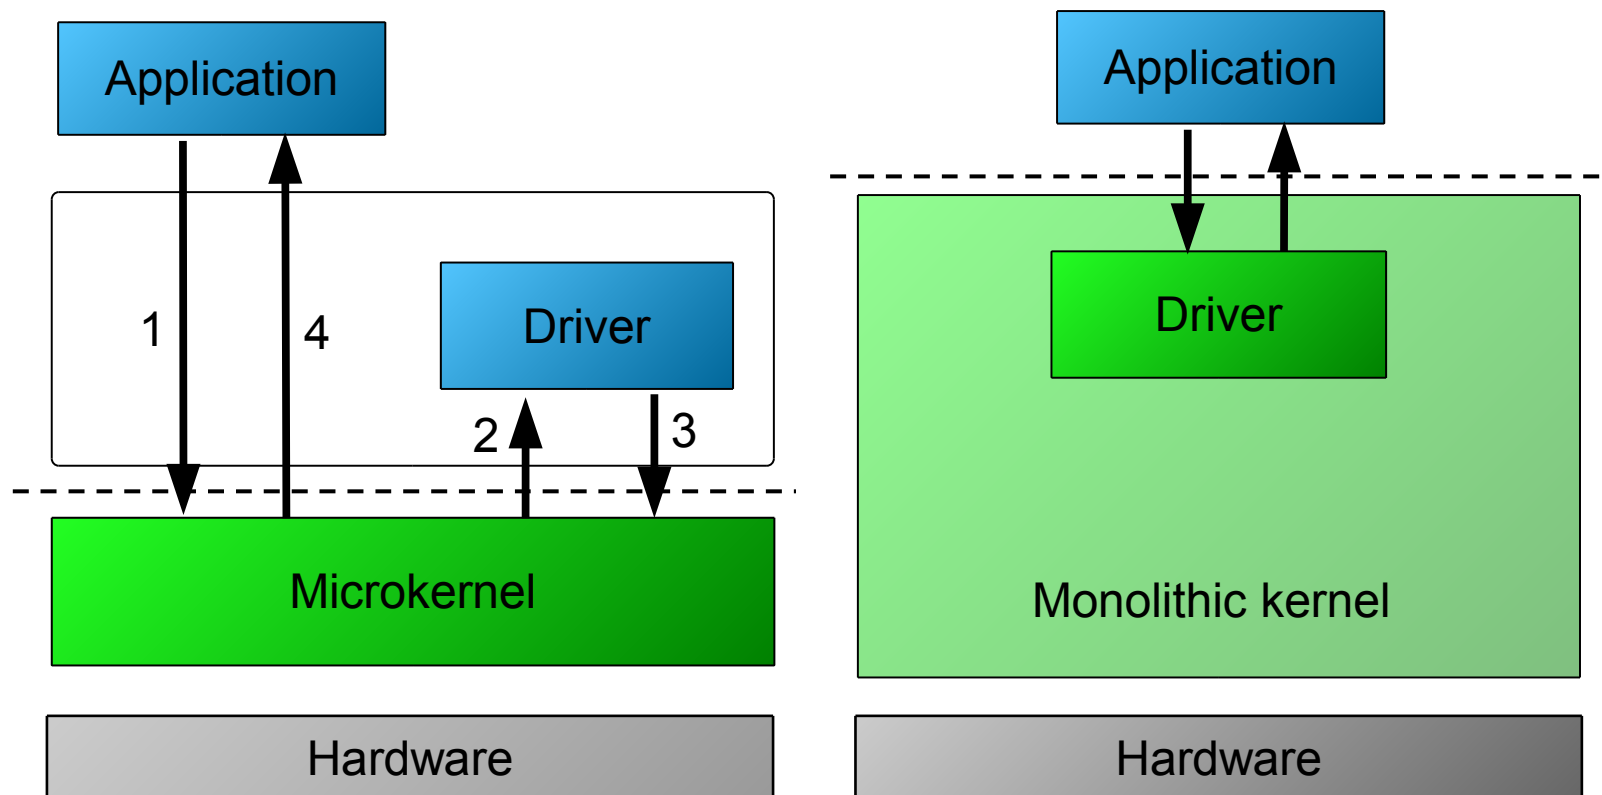 Application
1
4
Driver
2
3
Microkernel
Hardware
Application
Driver
Monolithic kernel
Hardware